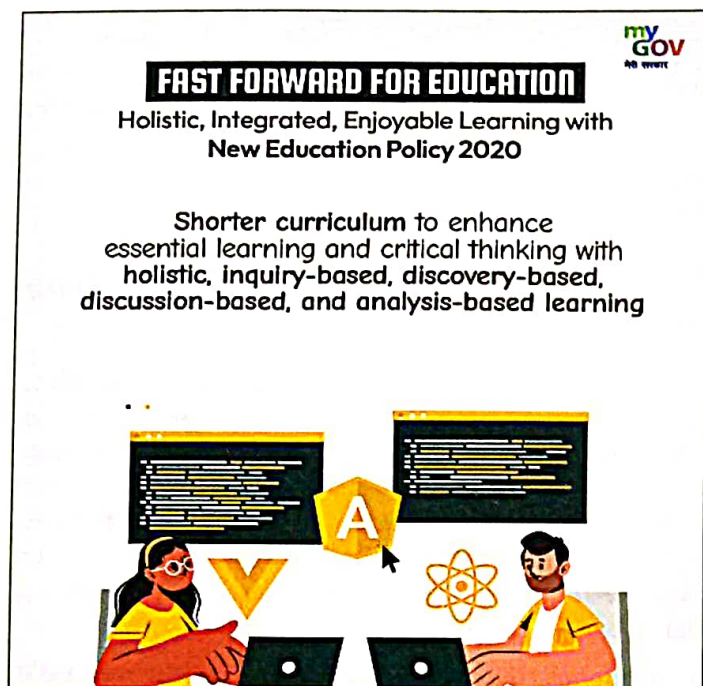 my
GOV
मेरी सरकार
FAST FORWARD FOR EDUCATION
Holistic, Integrated, Enjoyable Learning with
New Education Policy 2020
Shorter curriculum to enhance
essential learning and critical thinking with
holistic, inquiry-based, discovery-based,
discussion-based, and analysis-based learning
A